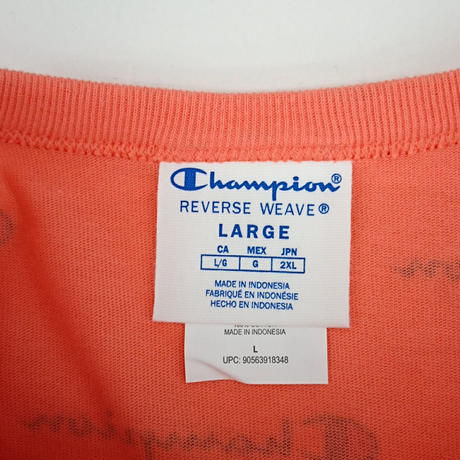 Champion®
REVERSE WEAVE®
LARGE
CA MEX JPN
L/G G 2XL
MADE IN INDONESIA
FABRIQUÉ EN INDONÉSIE
HECHO EN INDONESIA
MADE IN INDONESIA
L
UPC: 90563918348
Champion